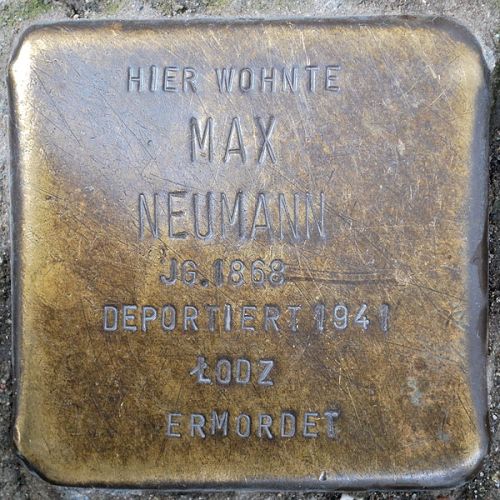 HIER WOHNTE
MAX
NEUMANN
JG. 1868
DEPORTIERT 1941
ŁODZ
ERMORDET